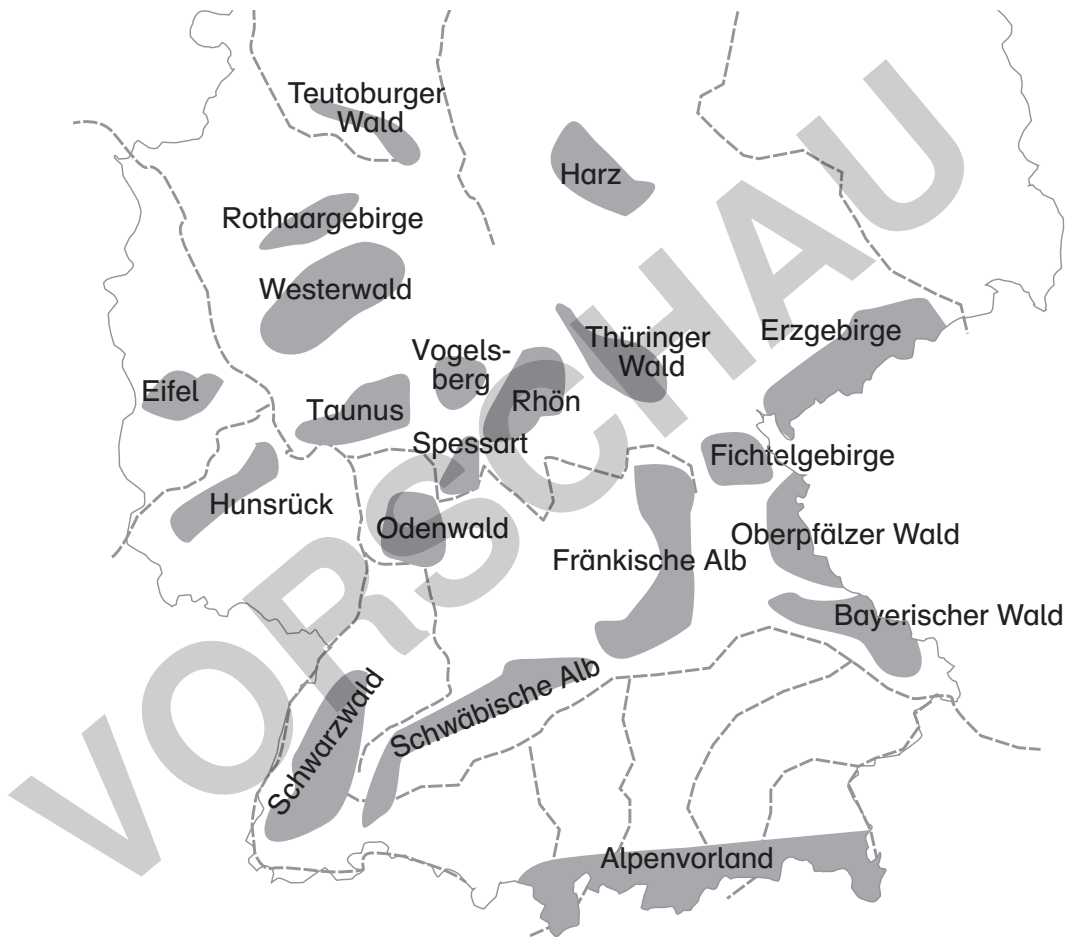 Teutoburger
Wald
Harz
Rothaargebirge
Westerwald
Vogels-
berg
Thüringer
Wald
Erzgebirge
Eifel
Taunus
Rhön
Spessart
Fichtelgebirge
Hunsrück
Odenwald
Oberpfälzer Wald
Fränkische Alb
Bayerischer Wald
Schwarzwald
Schwäbische Alb
Alpenvorland
VORSCHAU